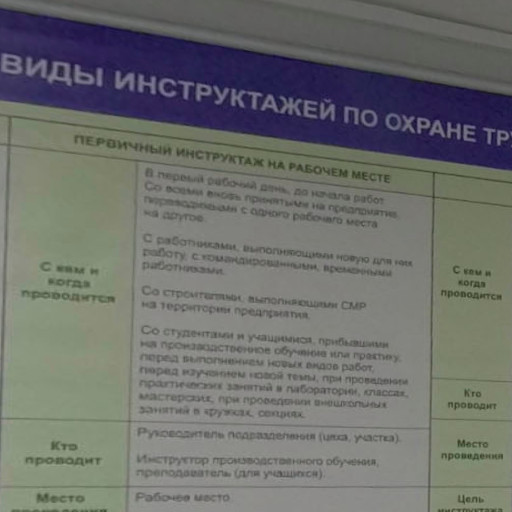 ВИДЫ ИНСТРУКТАЖЕЙ ПО ОХРАНЕ ТРУ
ПЕРВИЧНЫЙ ИНСТРУКТАЖ НА РАБОЧЕМ МЕСТЕ
С кем и
когда
проводится
В первый рабочий день, до начала работ
Со всеми вновь принятыми на предприятие,
переводимыми с одного рабочего места
на другое.
С работниками, выполняющими новую для них
работу, с командированными, временными
работниками.
Со строителями, выполняющими СМР
на территории предприятия.
Со студентами и учащимися, прибывшими
на производственное обучение или практику,
перед выполнением новых видов работ,
перед изучением новой темы, при проведении
практических занятий в лаборатории, классах,
мастерских, при проведении внешкольных
занятий в кружках, секциях.
Кто
проводит
Руководитель подразделения (цеха, участка).
Инструктор производственного обучения,
преподаватель (для учащихся).
Место
проведения
Рабочее место.
С кем и
когда
проводится
Кто
проводит
Место
проведения
Цель
инструктажа